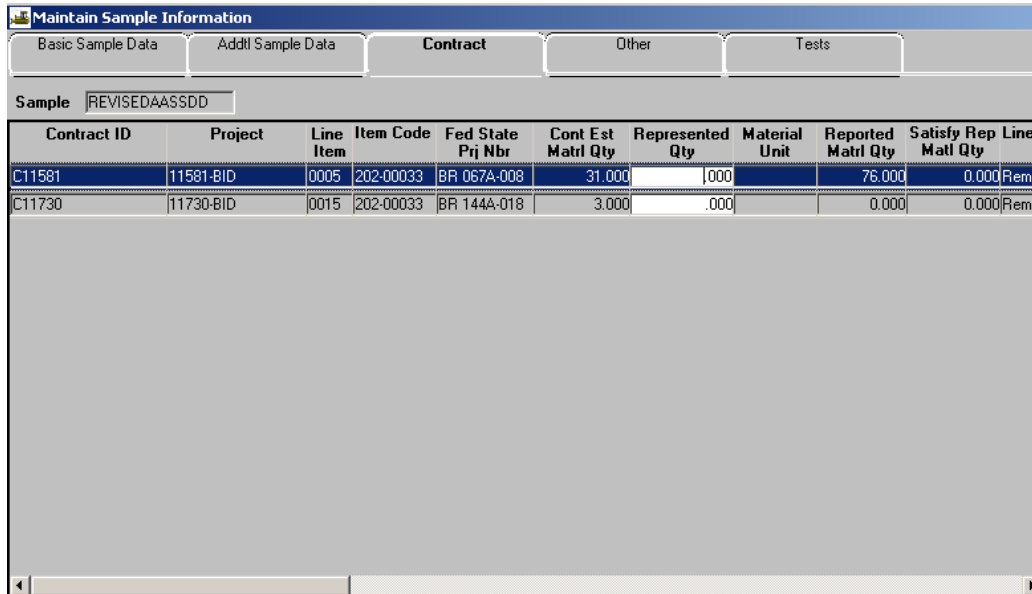 Maintain Sample Information
Basic Sample Data Addtl Sample Data Contract Other Tests
Sample REVISEDAASSDD
Contract ID Project Line Item Item Code Fed State Prj Nbr Cont Est Matrl Qty Represented Qty Material Unit Reported Matrl Qty Satisfy Rep Matl Qty Line
C11581 11581-BID 0005 202-00033 BR 067A-008 31.000 .000 76.000 0.000 Rem
C11730 11730-BID 0015 202-00033 BR 144A-018 3.000 .000 0.000 0.000 Rem